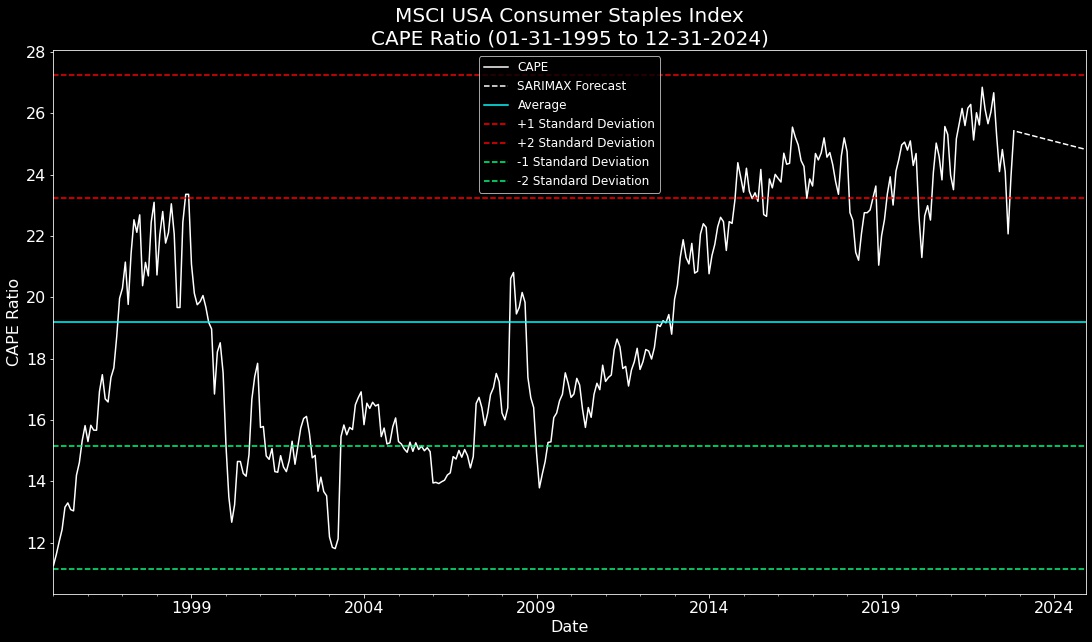 MSCI USA Consumer Staples Index
CAPE Ratio (01-31-1995 to 12-31-2024)
CAPE
SARIMAX Forecast
Average
+1 Standard Deviation
+2 Standard Deviation
-1 Standard Deviation
-2 Standard Deviation
28
26
24
22
20
18
16
14
12
CAPE Ratio
1999
2004
2009
2014
2019
2024
Date